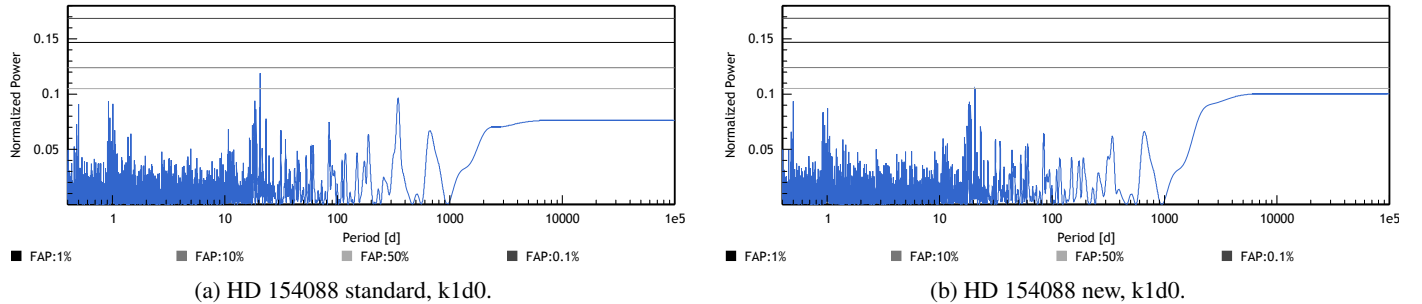 0.15
0.1
0.05
Normalized Power
1 10 100 1000 10000 1e5
Period [d]
FAP:1% FAP:10% FAP:50% FAP:0.1%
(a) HD 154088 standard, k1d0.
0.15
0.1
0.05
Normalized Power
1 10 100 1000 10000 1e5
Period [d]
FAP:1% FAP:10% FAP:50% FAP:0.1%
(b) HD 154088 new, k1d0.